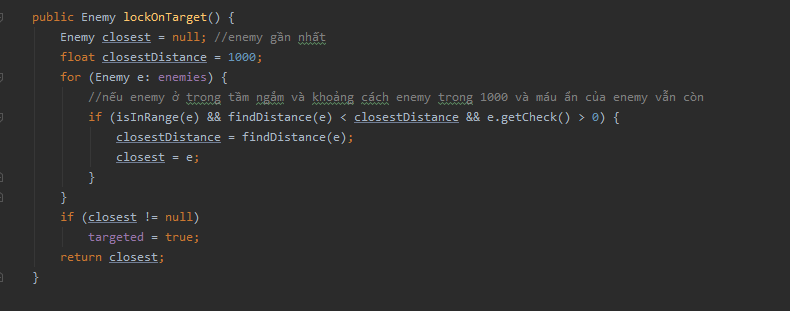 public Enemy lockOnTarget() {
Enemy closest = null; //enemy gần nhất
float closestDistance = 1000;
for (Enemy e: enemies) {
//nếu enemy ở trong tầm ngắm và khoảng cách enemy trong 1000 và máu ẩn của enemy vẫn còn
if (isInRange(e) && findDistance(e) < closestDistance && e.getCheck() > 0) {
closestDistance = findDistance(e);
closest = e;
}
}
if (closest != null)
targeted = true;
return closest;
}